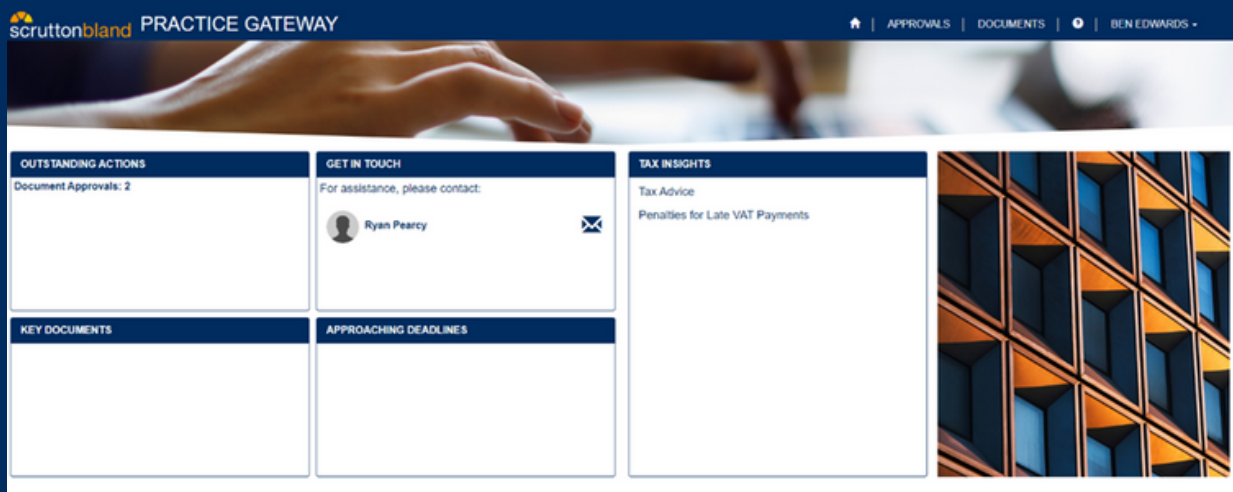 scruttonbland PRACTICE GATEWAY
| APPROVALS | DOCUMENTS | ? | BEN EDWARDS
OUTSTANDING ACTIONS
Document Approvals: 2
GET IN TOUCH
For assistance, please contact:
Ryan Pearcy
TAX INSIGHTS
Tax Advice
Penalties for Late VAT Payments
KEY DOCUMENTS
APPROACHING DEADLINES